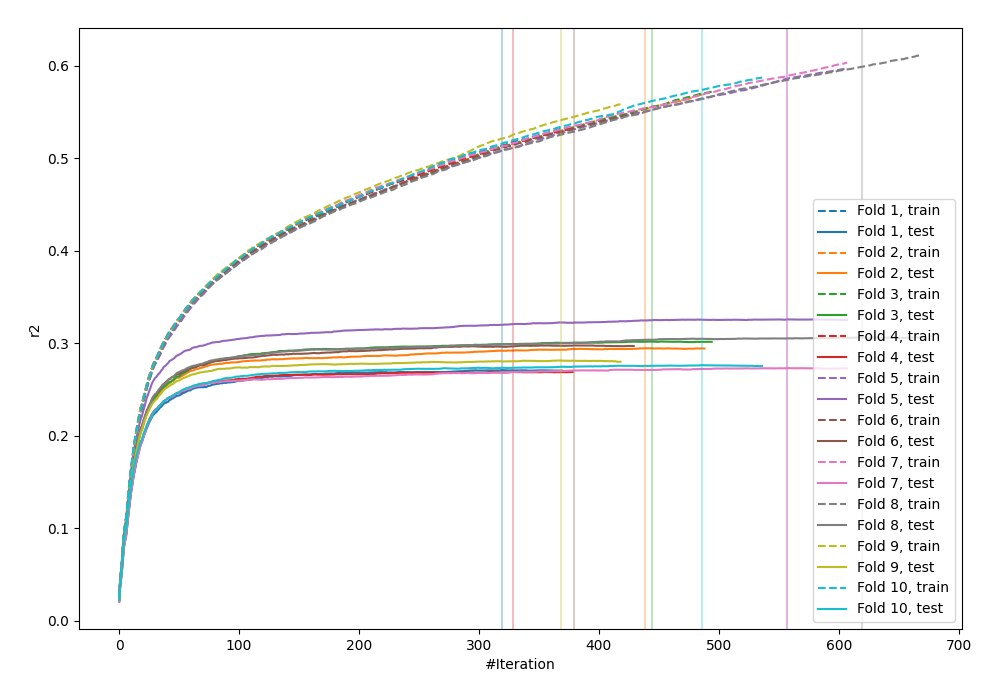 0.6
0.5
0.4
0.3
0.2
0.1
0.0
r2
0
100
200
300
400
500
600
700
#Iteration
Fold 1, train
Fold 1, test
Fold 2, train
Fold 2, test
Fold 3, train
Fold 3, test
Fold 4, train
Fold 4, test
Fold 5, train
Fold 5, test
Fold 6, train
Fold 6, test
Fold 7, train
Fold 7, test
Fold 8, train
Fold 8, test
Fold 9, train
Fold 9, test
Fold 10, train
Fold 10, test